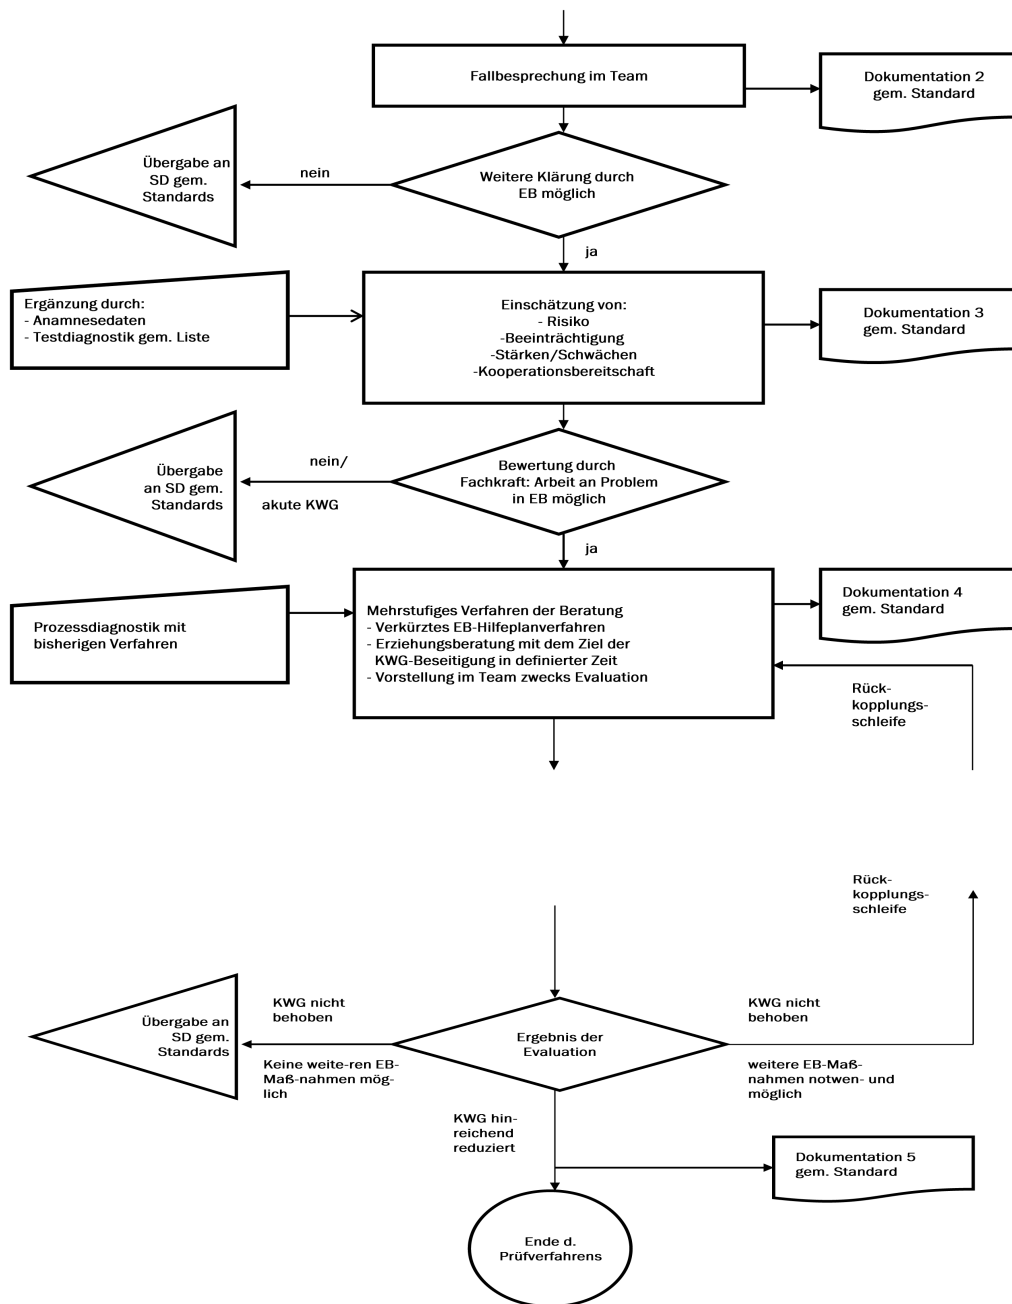 Fallbesprechung im Team
Dokumentation 2
gem. Standard
Übergabe an
SD gem.
Standards
nein
Weitere Klärung durch
EB möglich
ja
Ergänzung durch:
- Anamnesedaten
- Testdiagnostik gem. Liste
Einschätzung von:
- Risiko
-Beeinträchtigung
-Stärken/Schwächen
-Kooperationsbereitschaft
Dokumentation 3
gem. Standard
Übergabe
an SD gem.
Standards
nein/
akute KWG
Bewertung durch
Fachkraft: Arbeit an Problem
in EB möglich
ja
Prozessdiagnostik mit
bisherigen Verfahren
Mehrstufiges Verfahren der Beratung
- Verkürztes EB-Hilfeplanverfahren
- Erziehungsberatung mit dem Ziel der
KWG-Beseitigung in definierter Zeit
- Vorstellung im Team zwecks Evaluation
Dokumentation 4
gem. Standard
Rück-
kopplungs-
schleife
Rück-
kopplungs-
schleife
Übergabe an
SD gem.
Standards
KWG nicht
behoben
Keine weite-ren EB-
Maß-nahmen mög-
lich
Ergebnis der
Evaluation
KWG nicht
behoben
weitere EB-Maß-
nahmen notwen- und
möglich
KWG hin-
reichend
reduziert
Dokumentation 5
gem. Standard
Ende d.
Prüfverfahrens